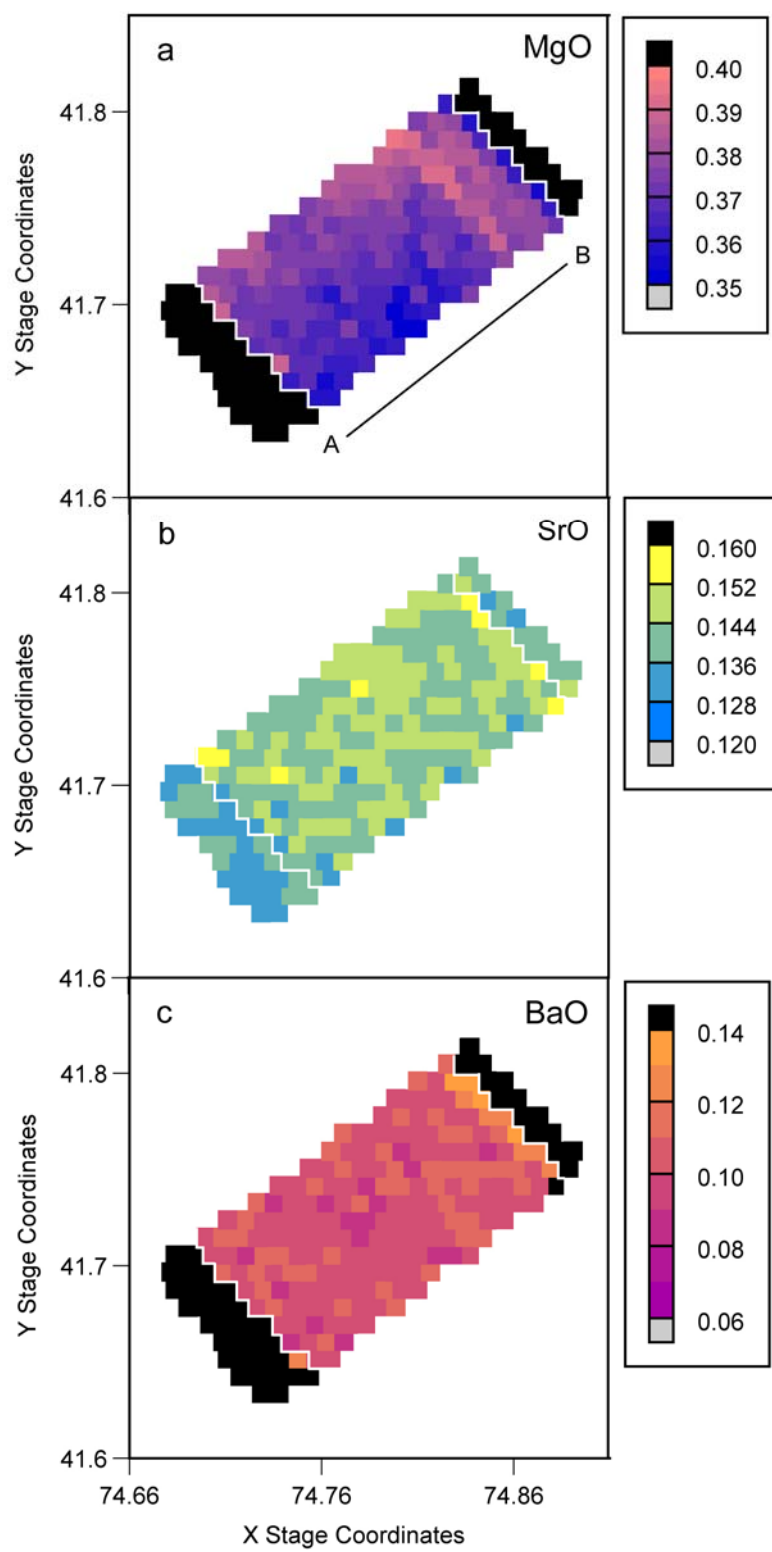 a MgO
0.40
0.39
0.38
0.37
0.36
0.35
41.8
41.7
41.6
Y Stage Coordinates
A
B
b SrO
0.160
0.152
0.144
0.136
0.128
0.120
41.8
41.7
41.6
Y Stage Coordinates
c BaO
0.14
0.12
0.10
0.08
0.06
41.8
41.7
41.6
Y Stage Coordinates
74.66 74.76 74.86
X Stage Coordinates